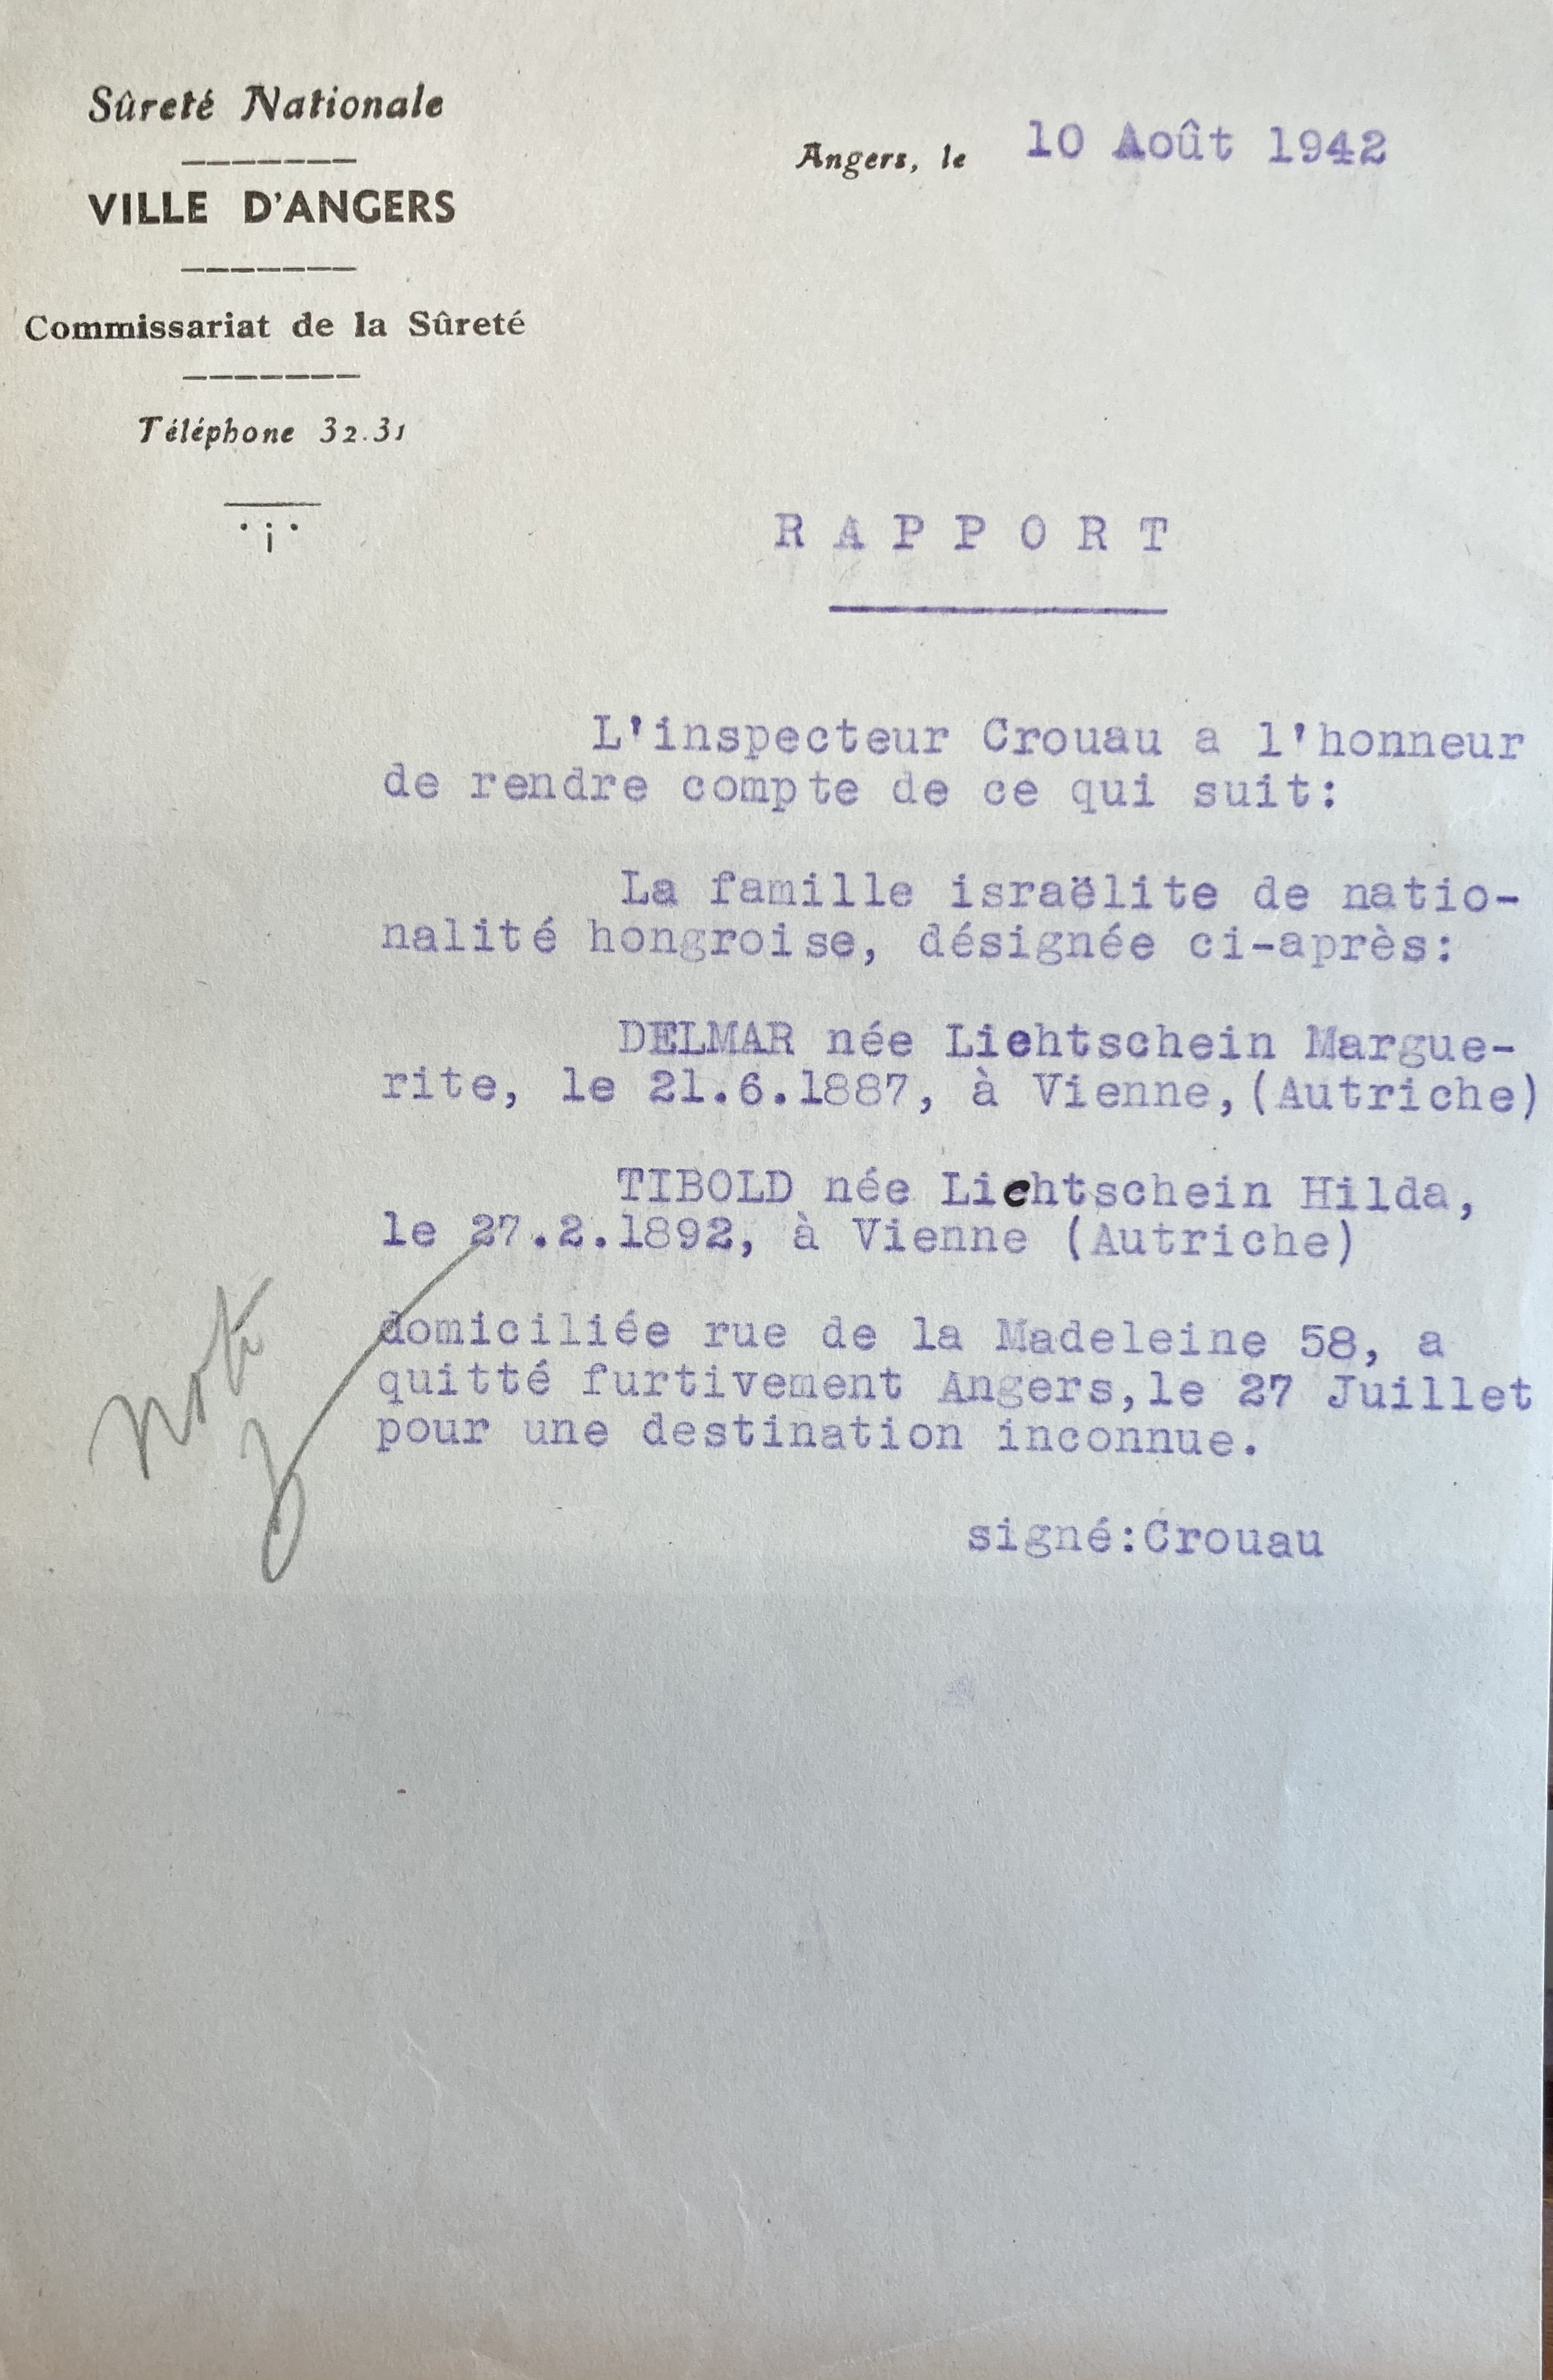 Sûreté Nationale
Angers, le 10 Août 1942
VILLE D'ANGERS
Commissariat de la Sûreté
Téléphone 32.31
R A P P O R T
L'inspecteur Crouau a l'honneur
de rendre compte de ce qui suit:
La famille israëlite de natio-
nalité hongroise, désignée ci-après:
DELMAR née Lichtschein Margue-
rite, le 21.6.1887, à Vienne,(Autriche)
TIBOLD née Lichtschein Hilda,
le 27.2.1892, à Vienne (Autriche)
domiciliée rue de la Madeleine 58, a
quitté furtivement Angers,le 27 Juillet
pour une destination inconnue.
signé:Crouau